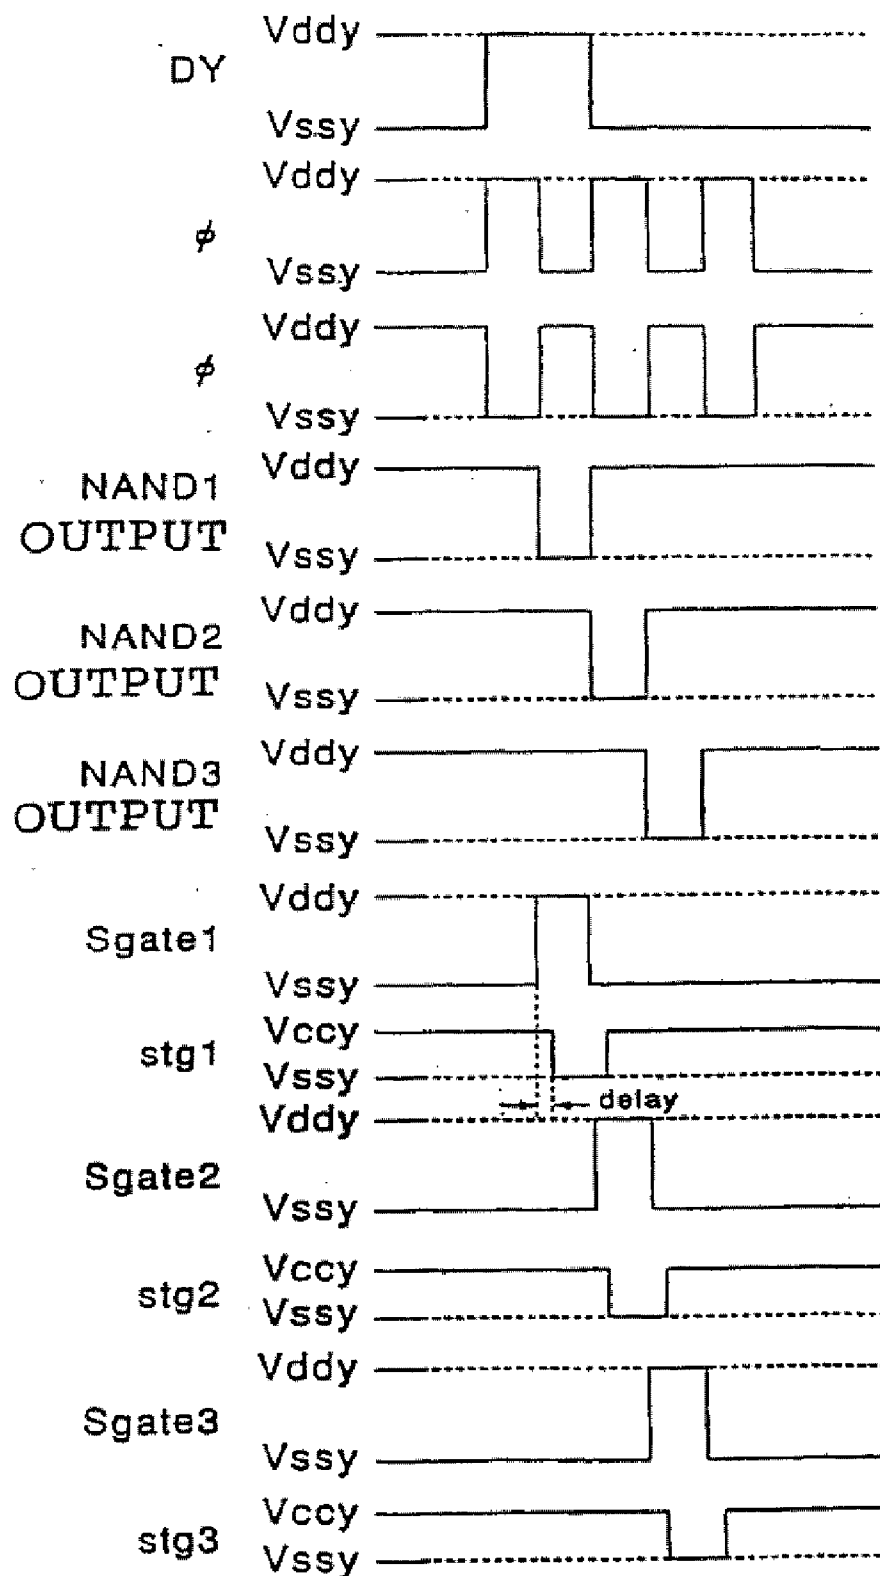 Vddy
DY
Vssy
Vddy
ϕ
Vssy
Vddy
ϕ
Vssy
Vddy
NAND1
OUTPUT
Vssy
Vddy
NAND2
OUTPUT
Vssy
Vddy
NAND3
OUTPUT
Vssy
Vddy
Sgate1
Vssy
Vccy
stg1
Vssy
delay
Vddy
Sgate2
Vssy
Vccy
stg2
Vssy
Vddy
Sgate3
Vssy
Vccy
stg3
Vssy